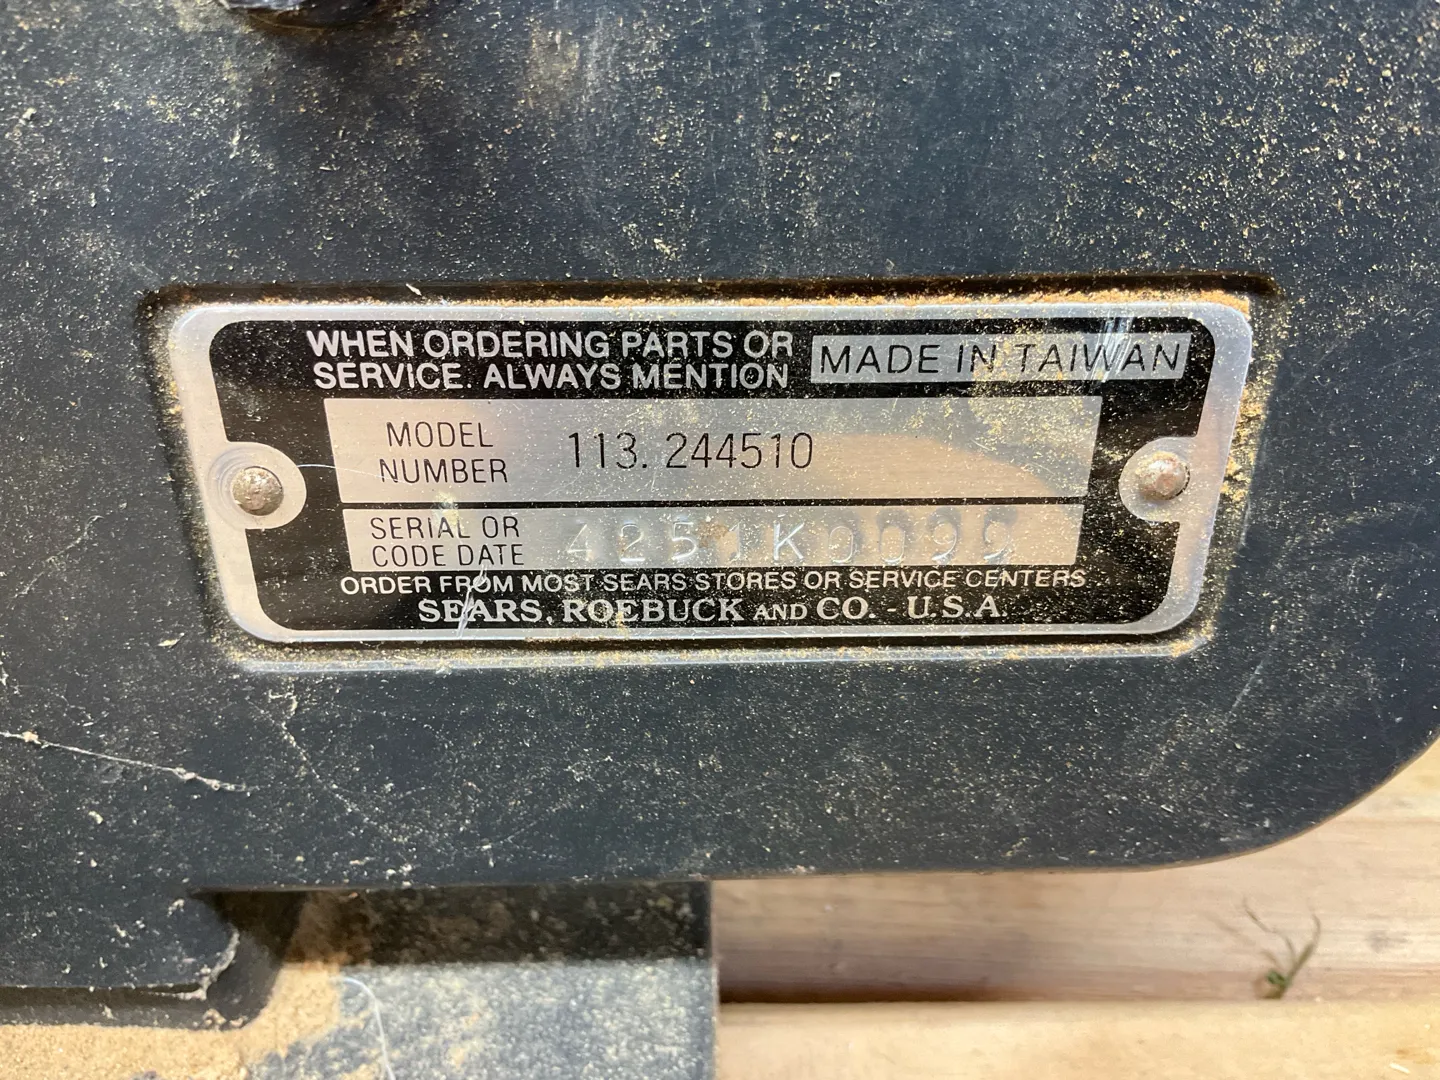 WHEN ORDERING PARTS OR
SERVICE. ALWAYS MENTION
MADE IN TAIWAN
MODEL
NUMBER
113. 244510
SERIAL OR
CODE DATE
4251K0099
ORDER FROM MOST SEARS STORES OR SERVICE CENTERS
SEARS, ROEBUCK AND CO. - U.S.A.